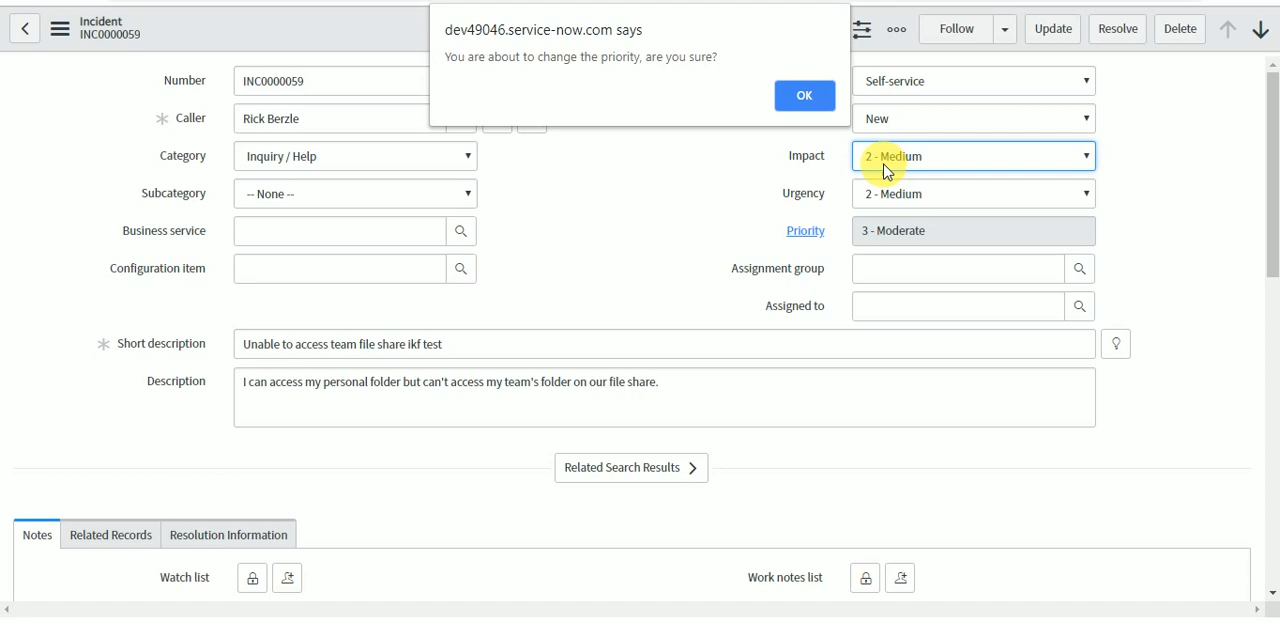 Incident
INC0000059
dev49046.service-now.com says
You are about to change the priority, are you sure?
OK
Follow
Update
Resolve
Delete
Number
INC0000059
Self-service
Caller
Rick Berzle
New
Category
Inquiry / Help
Impact
2 - Medium
Subcategory
-- None --
Urgency
2 - Medium
Business service
Priority
3 - Moderate
Configuration item
Assignment group
Assigned to
Short description
Unable to access team file share ikf test
Description
I can access my personal folder but can't access my team's folder on our file share.
Related Search Results
Notes
Related Records
Resolution Information
Watch list
Work notes list